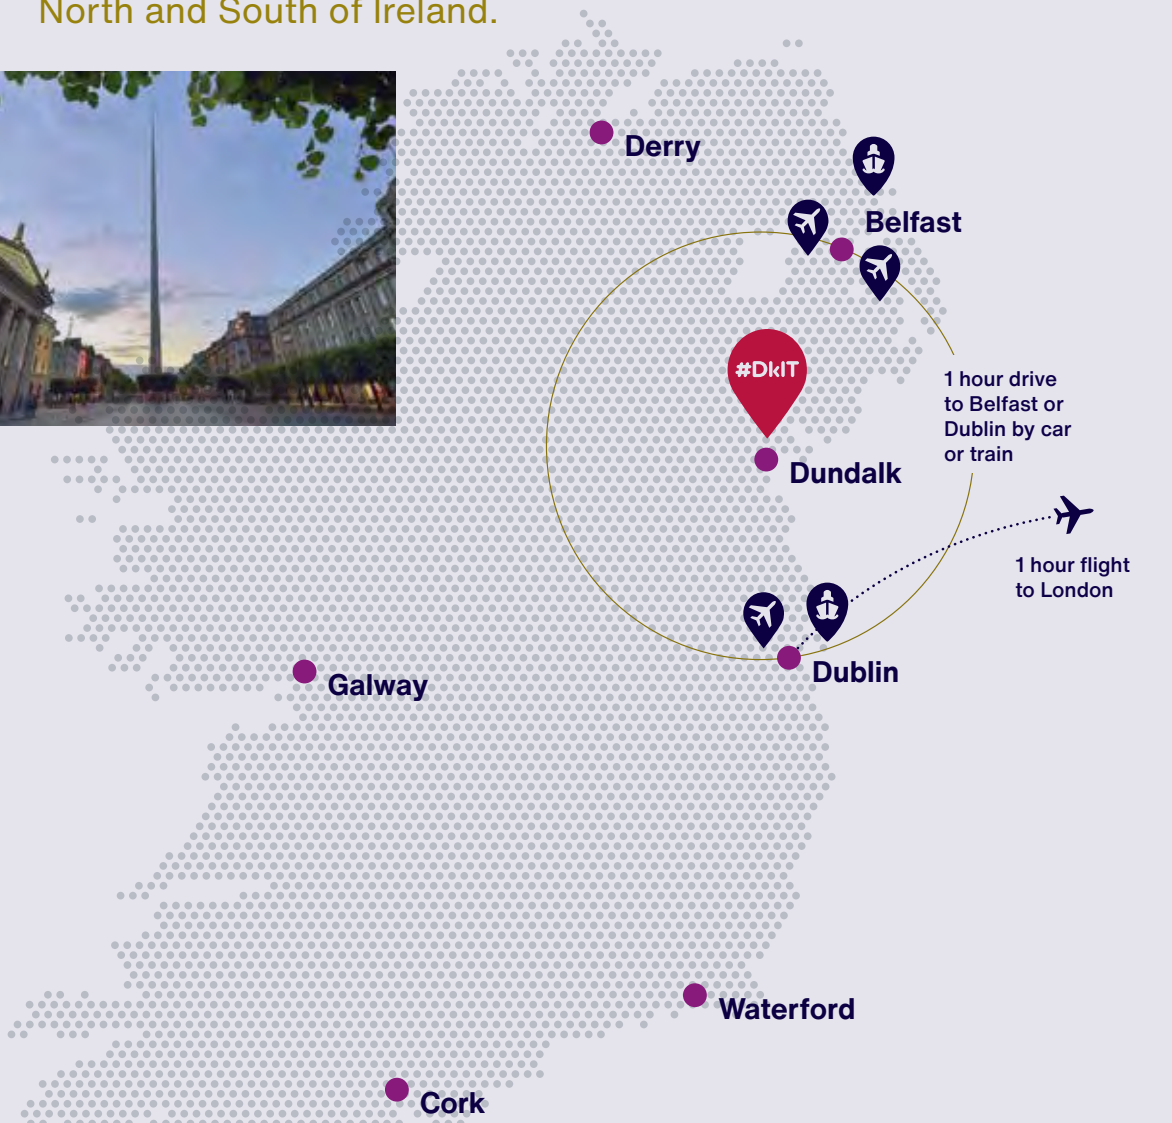 North and South of Ireland.
Derry
Belfast
#DkIT
1 hour drive
to Belfast or
Dublin by car
or train
Dundalk
1 hour flight
to London
Dublin
Galway
Waterford
Cork